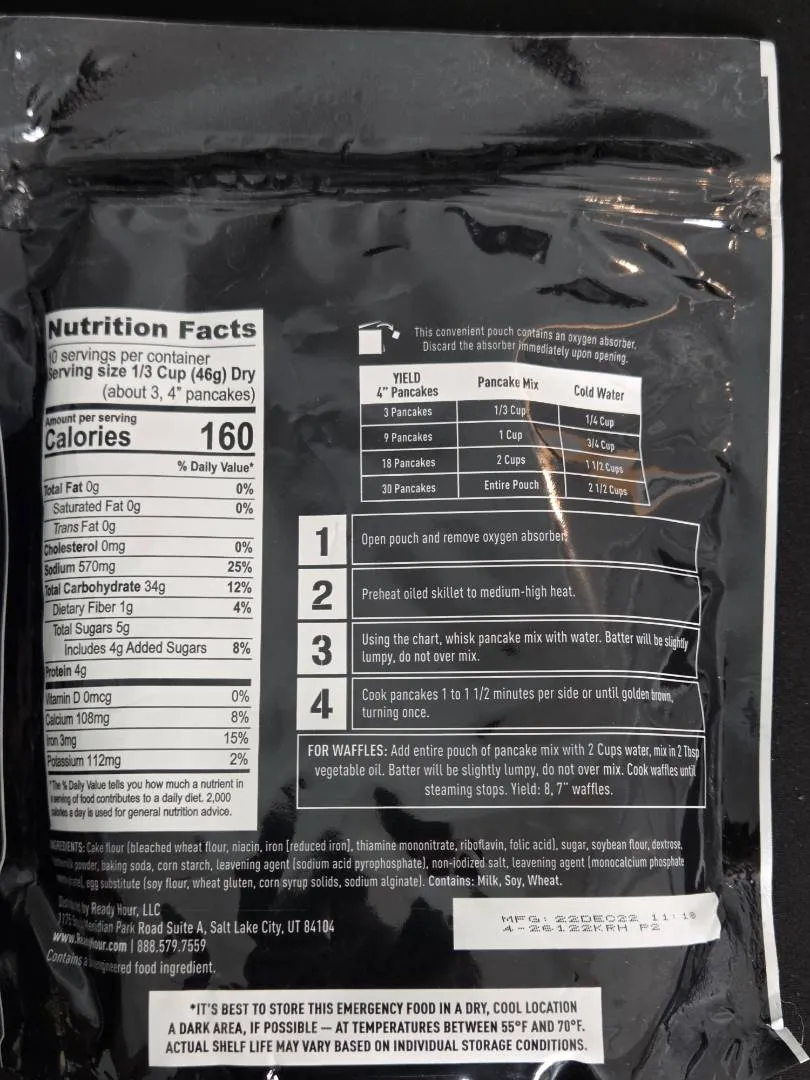 Nutrition Facts
10 servings per container
Serving size 1/3 Cup (46g) Dry
(about 3, 4" pancakes)
Amount per serving
Calories 160
% Daily Value*
Total Fat 0g 0%
Saturated Fat 0g 0%
Trans Fat 0g
Cholesterol 0mg 0%
Sodium 570mg 25%
Total Carbohydrate 34g 12%
Dietary Fiber 1g 4%
Total Sugars 5g
Includes 4g Added Sugars 8%
Protein 4g
Vitamin D 0mcg 0%
Calcium 108mg 8%
Iron 3mg 15%
Potassium 112mg 2%
*The % Daily Value tells you how much a nutrient in
a serving of food contributes to a daily diet. 2,000
calories a day is used for general nutrition advice.
This convenient pouch contains an oxygen absorber.
Discard the absorber immediately upon opening.
YIELD
4" Pancakes Pancake Mix Cold Water
3 Pancakes 1/3 Cup 1/4 Cup
9 Pancakes 1 Cup 3/4 Cup
18 Pancakes 2 Cups 1 1/2 Cups
30 Pancakes Entire Pouch 2 1/2 Cups
1 Open pouch and remove oxygen absorber.
2 Preheat oiled skillet to medium-high heat.
3 Using the chart, whisk pancake mix with water. Batter will be slightly
lumpy, do not over mix.
4 Cook pancakes 1 to 1 1/2 minutes per side or until golden brown,
turning once.
FOR WAFFLES: Add entire pouch of pancake mix with 2 Cups water, mix in 2 Tbsp
vegetable oil. Batter will be slightly lumpy, do not over mix. Cook waffles until
steaming stops. Yield: 8, 7" waffles.
INGREDIENTS: Cake flour (bleached wheat flour, niacin, iron [reduced iron], thiamine mononitrate, riboflavin, folic acid), sugar, soybean flour, dextrose,
powder, baking soda, corn starch, leavening agent (sodium acid pyrophosphate), non-iodized salt, leavening agent (monocalcium phosphate
egg substitute (soy flour, wheat gluten, corn syrup solids, sodium alginate). Contains: Milk, Soy, Wheat.
Distributed by Ready Hour, LLC
Meridian Park Road Suite A, Salt Lake City, UT 84104
www.ReadyHour.com | 888.579.7559
Contains a bioengineered food ingredient.
MFG: 22DEC22 11:18
4-26122KRH P2
*IT'S BEST TO STORE THIS EMERGENCY FOOD IN A DRY, COOL LOCATION
A DARK AREA, IF POSSIBLE — AT TEMPERATURES BETWEEN 55°F AND 70°F.
ACTUAL SHELF LIFE MAY VARY BASED ON INDIVIDUAL STORAGE CONDITIONS.